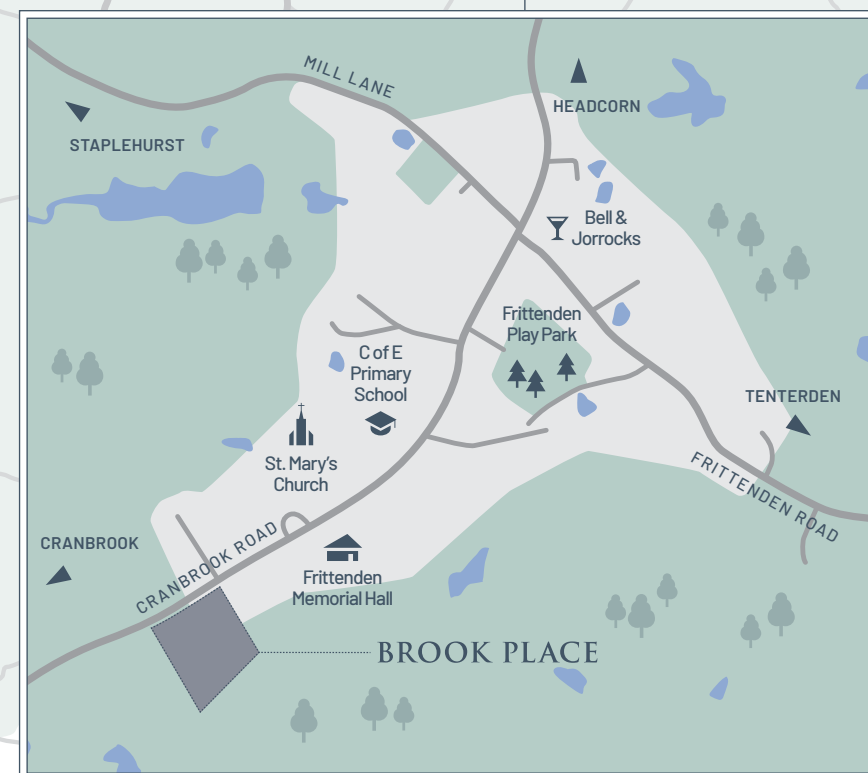 MILL LANE
HEADCORN
STAPLEHURST
Bell &
Jorrocks
Frittenden
Play Park
C of E
Primary
School
TENTERDEN
St. Mary's
Church
FRITTENDEN ROAD
CRANBROOK
CRANBROOK ROAD
Frittenden
Memorial Hall
BROOK PLACE